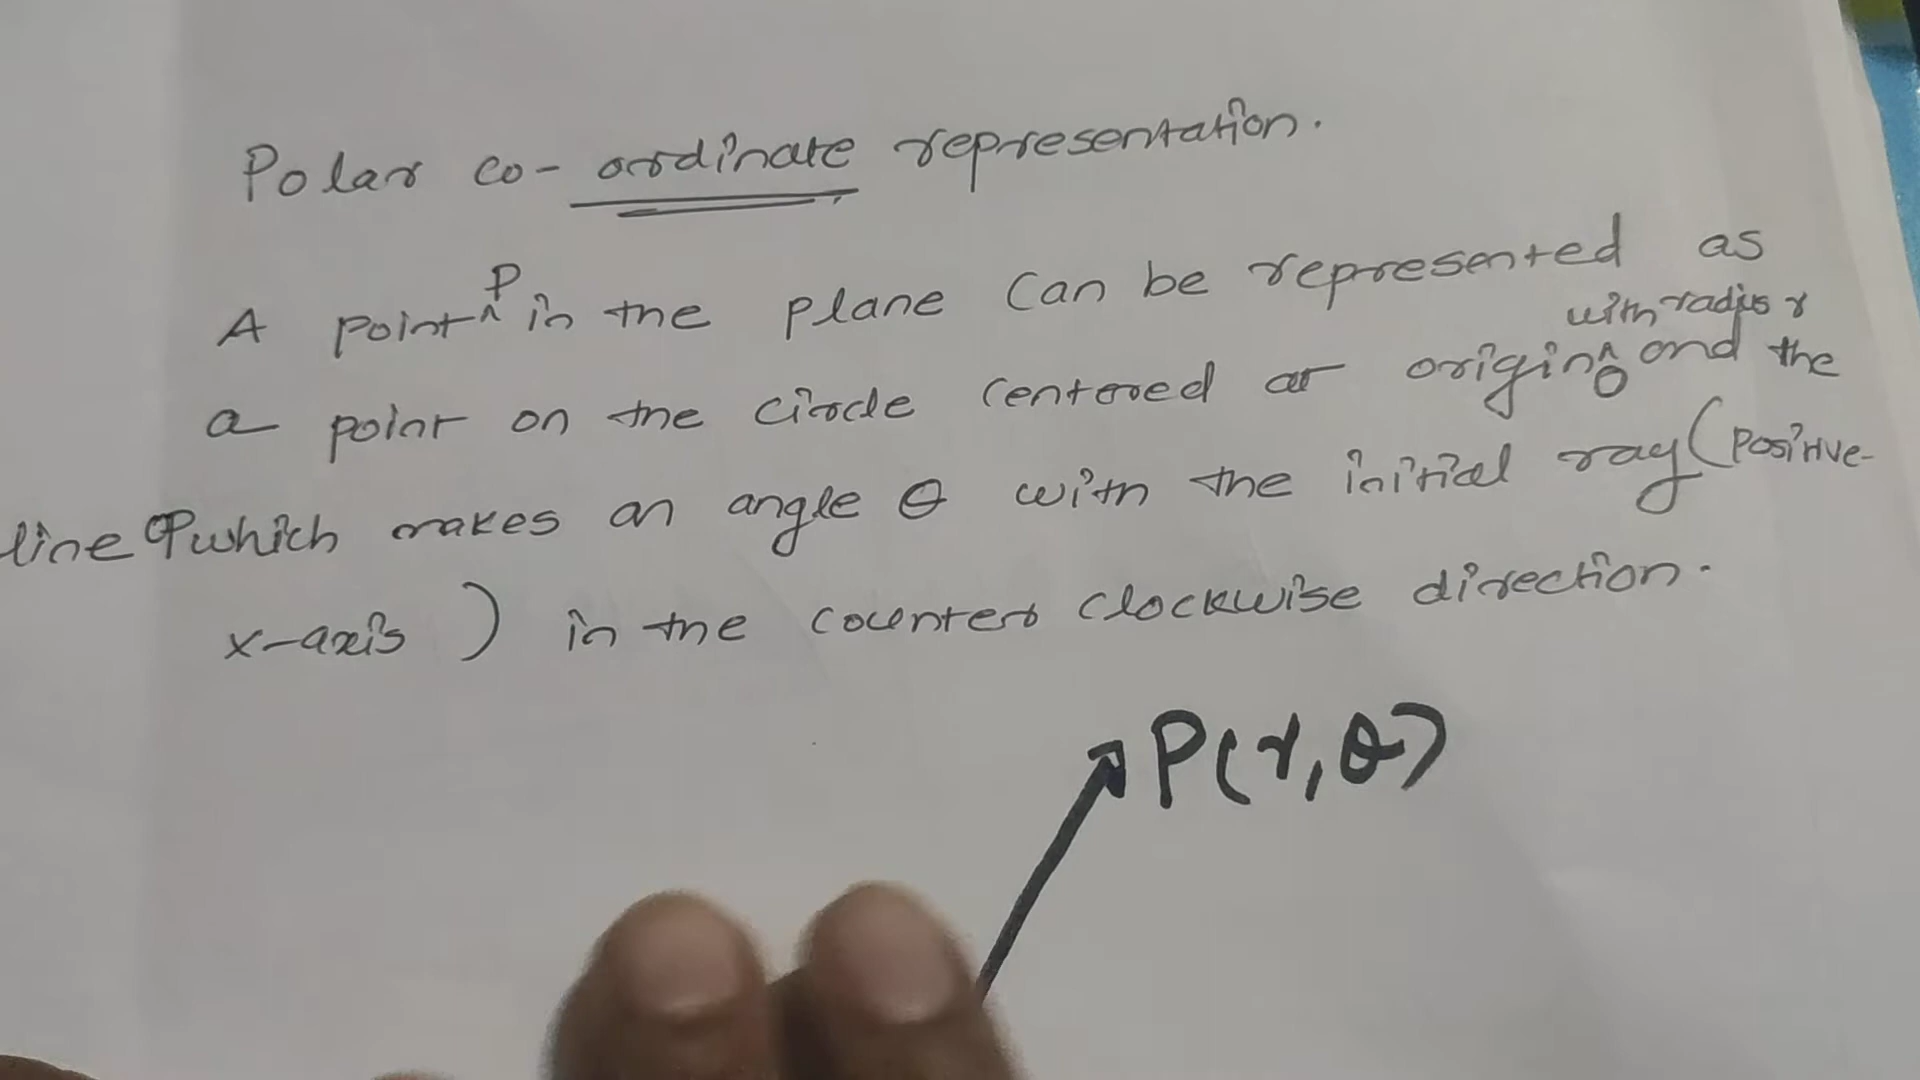 Polar co-ordinate representation.
A point P in the plane can be represented as
a point on the circle centered at origin O with radius r and the
line OP which makes an angle θ with the initial ray (positive-
x-axis) in the counter clockwise direction.
P(r,θ)